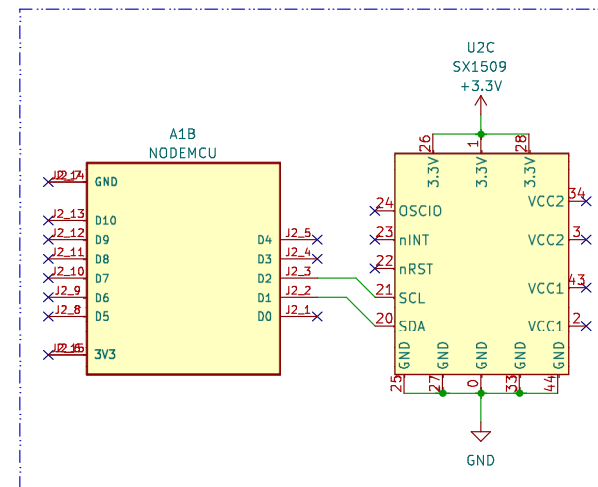 U2C
SX1509
+3.3V
A1B
NODEMCU
GND
J2_13
D10
J2_12
D9
J2_11
D8
J2_10
D7
J2_9
D6
J2_8
D5
3V3
J2_5
D4
J2_4
D3
J2_3
D2
J2_2
D1
J2_1
D0
26
3.3V
1
3.3V
28
3.3V
24
OSCIO
23
nINT
22
nRST
21
SCL
20
SDA
34
VCC2
3
VCC2
43
VCC1
2
VCC1
25
GND
27
GND
0
GND
33
GND
44
GND
GND